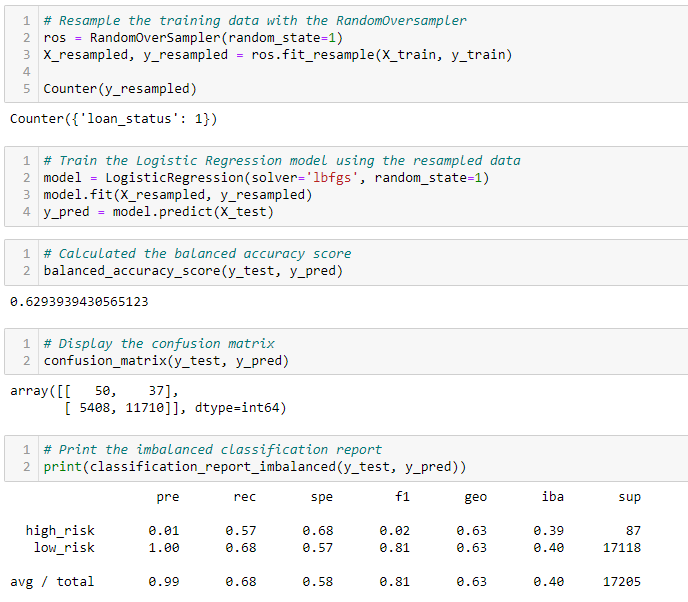 1 # Resample the training data with the RandomOversampler
2 ros = RandomOverSampler(random_state=1)
3 X_resampled, y_resampled = ros.fit_resample(X_train, y_train)
4
5 Counter(y_resampled)
Counter({'loan_status': 1})
1 # Train the Logistic Regression model using the resampled data
2 model = LogisticRegression(solver='lbfgs', random_state=1)
3 model.fit(X_resampled, y_resampled)
4 y_pred = model.predict(X_test)
1 # Calculated the balanced accuracy score
2 balanced_accuracy_score(y_test, y_pred)
0.6293939430565123
1 # Display the confusion matrix
2 confusion_matrix(y_test, y_pred)
array([[   50,    37],
       [ 5408, 11710]], dtype=int64)
1 # Print the imbalanced classification report
2 print(classification_report_imbalanced(y_test, y_pred))
pre rec spe f1 geo iba sup
high_risk 0.01 0.57 0.68 0.02 0.63 0.39 87
low_risk 1.00 0.68 0.57 0.81 0.63 0.40 17118
avg / total 0.99 0.68 0.58 0.81 0.63 0.40 17205